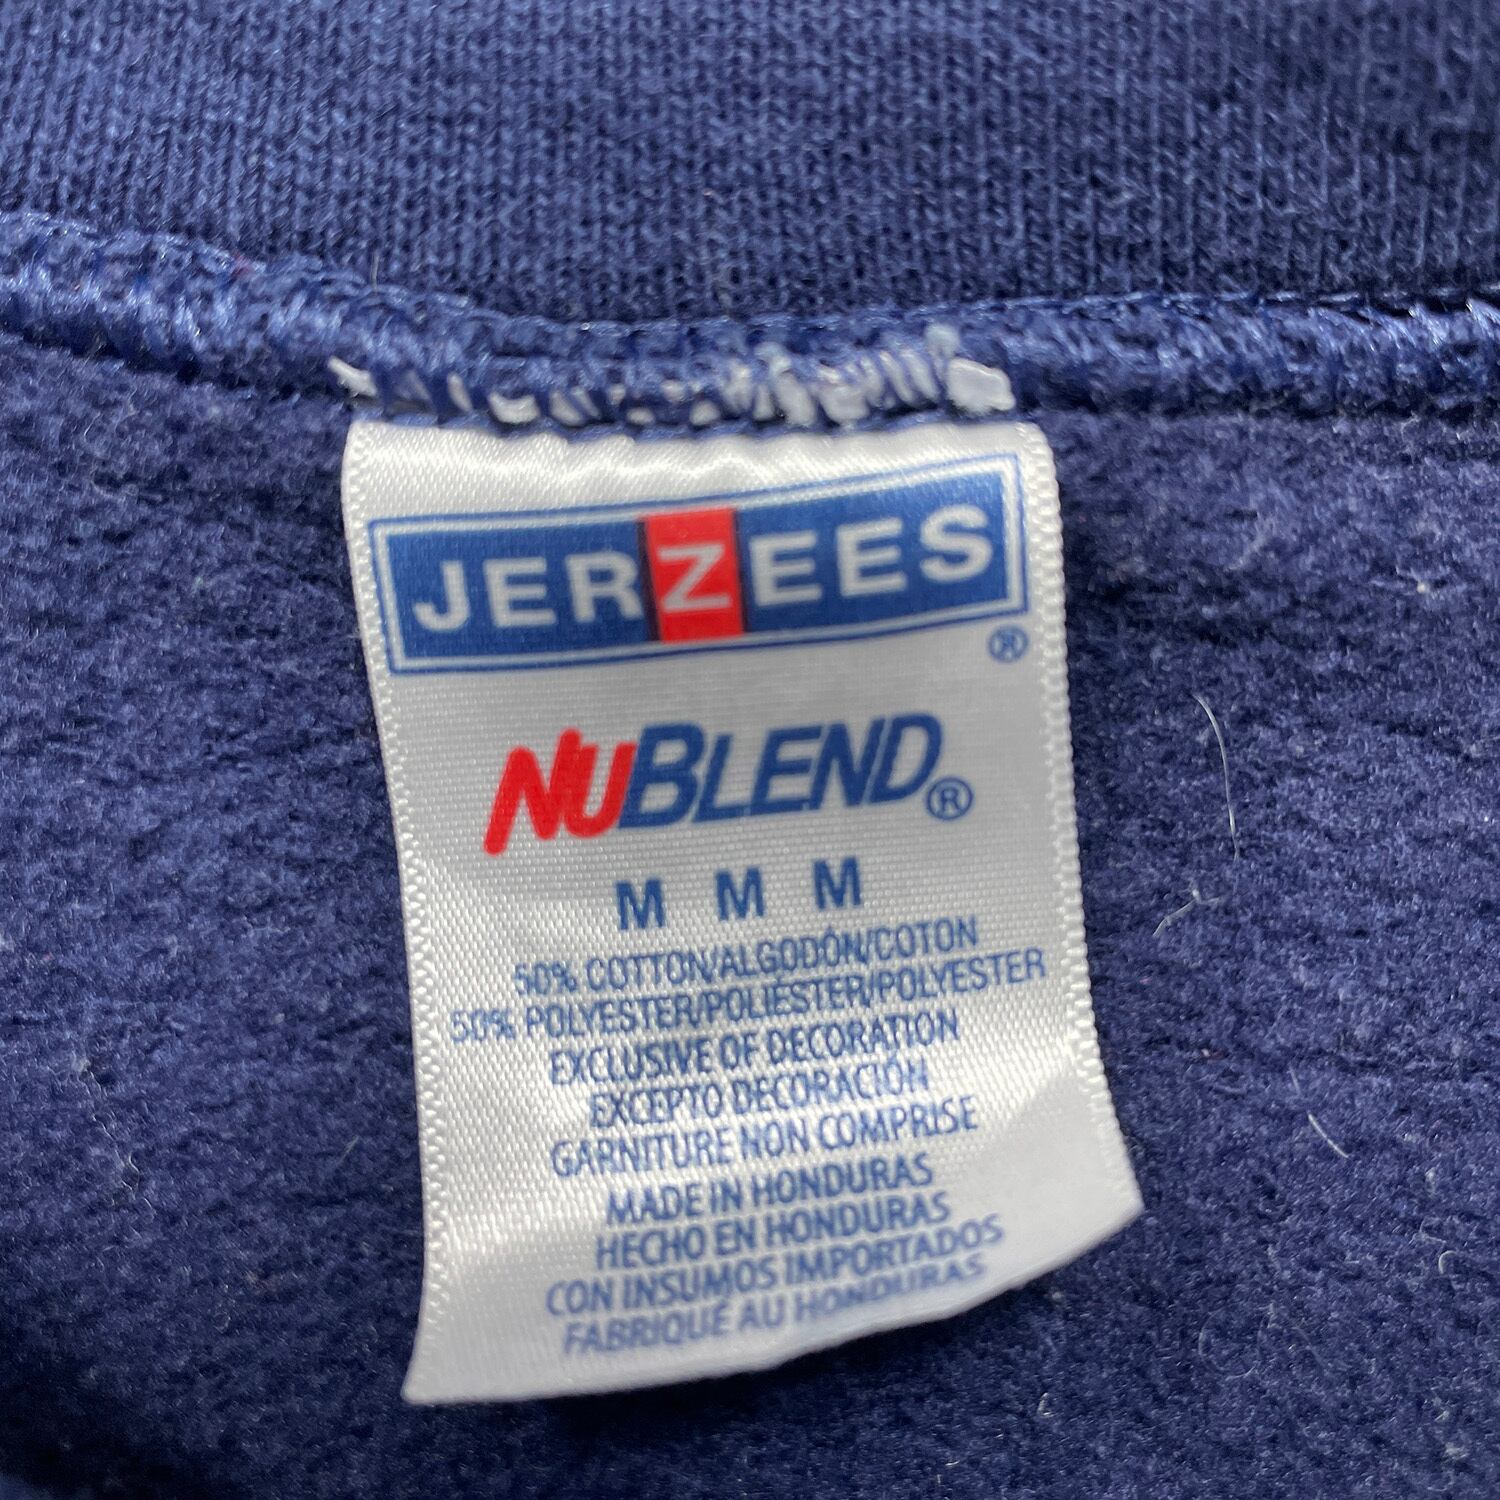 JERZEES
®
NUBLEND®
M M M
50% COTTON/ALGODÓN/COTON
50% POLYESTER/POLIÉSTER/POLYESTER
EXCLUSIVE OF DECORATION
EXCEPTO DECORACIÓN
GARNITURE NON COMPRISE
MADE IN HONDURAS
HECHO EN HONDURAS
CON INSUMOS IMPORTADOS
FABRIQUÉ AU HONDURAS